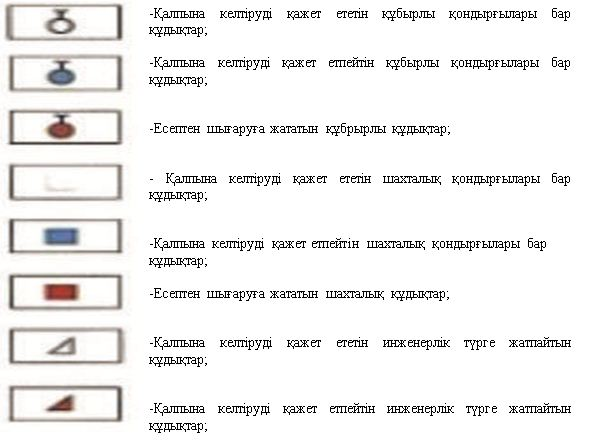 -Қалпына келтіруді қажет ететін құбырлы қондырғылары бар
құдықтар;
-Қалпына келтіруді қажет етпейтін құбырлы қондырғылары бар
құдықтар;
-Есептен шығаруға жататын құбрырлы құдықтар;
- Қалпына келтіруді қажет ететін шахталық қондырғылары бар
құдықтар;
-Қалпына келтіруді қажет етпейтін шахталық қондырғылары бар
құдықтар;
-Есептен шығаруға жататын шахталық құдықтар;
-Қалпына келтіруді қажет ететін инженерлік түрге жатпайтын
құдықтар;
-Қалпына келтіруді қажет етпейтін инженерлік түрге жатпайтын
құдықтар;